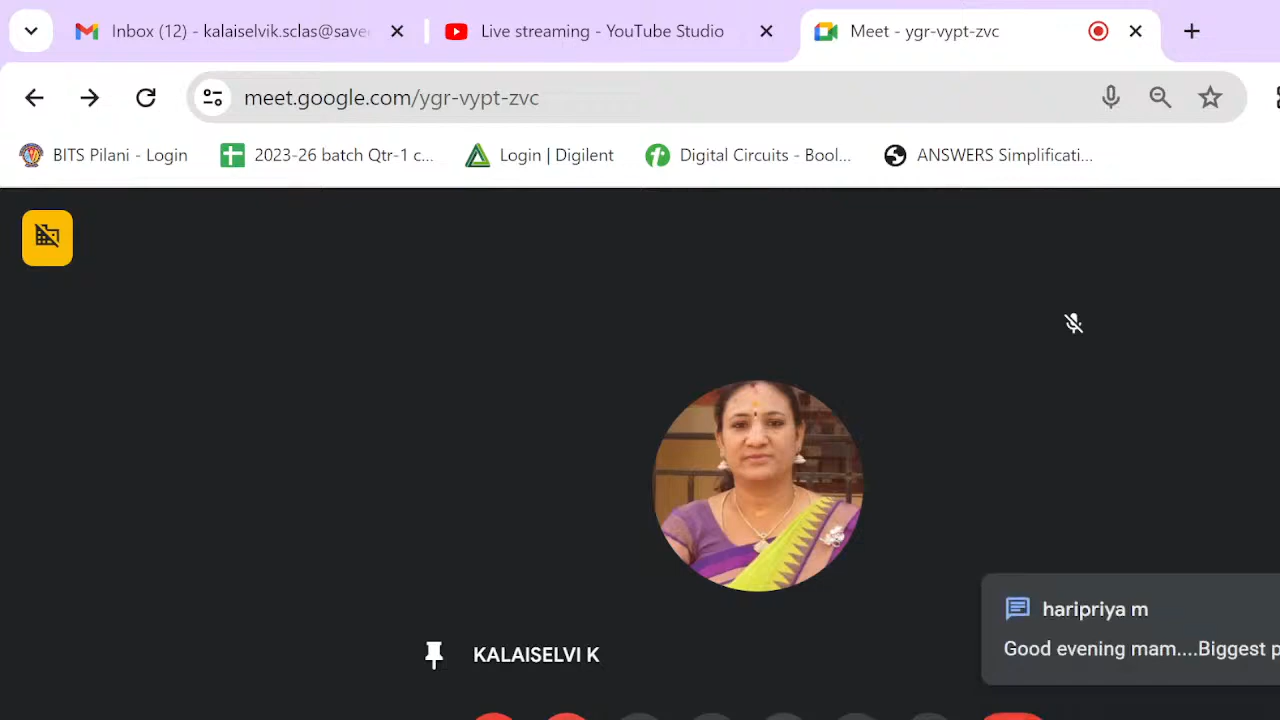 Inbox (12) - kalaiselvik.sclas@save
Live streaming - YouTube Studio
Meet - ygr-vypt-zvc
meet.google.com/ygr-vypt-zvc
BITS Pilani - Login
2023-26 batch Qtr-1 c...
Login | Digilent
Digital Circuits - Bool...
ANSWERS Simplificati...
haripriya m
Good evening mam....Biggest p
KALAISELVI K